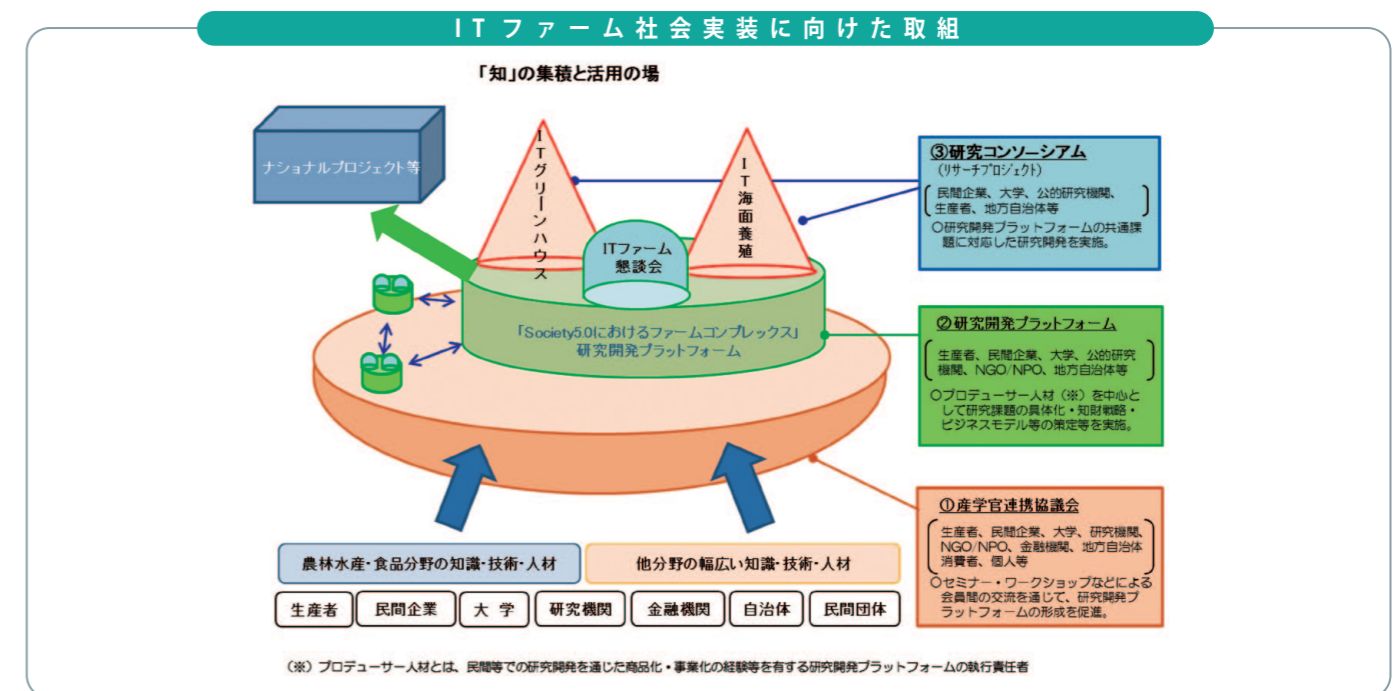 ITファーム社会実装に向けた取組
「知」の集積と活用の場
ナショナルプロジェクト等
ITグリーンハウス
IT海面養殖
ITファーム
懇談会
「Society5.0におけるファームコンプレックス」
研究開発プラットフォーム
③研究コンソーシアム
(リサーチプロジェクト)
民間企業、大学、公的研究機関、
生産者、地方自治体等
○研究開発プラットフォームの共通課
題に対応した研究開発を実施。
②研究開発プラットフォーム
生産者、民間企業、大学、公的研究
機関、NGO/NPO、地方自治体等
○プロデューサー人材（※）を中心と
して研究課題の具体化・知財戦略・
ビジネスモデル等の策定等を実施。
①産学官連携協議会
生産者、民間企業、大学、研究機関、
NGO/NPO、金融機関、地方自治体
消費者、個人等
○セミナー・ワークショップなどによる
会員間の交流を通じて、研究開発プ
ラットフォームの形成を促進。
農林水産・食品分野の知識・技術・人材
他分野の幅広い知識・技術・人材
生産者
民間企業
大学
研究機関
金融機関
自治体
民間団体
（※）プロデューサー人材とは、民間等での研究開発を通じた商品化・事業化の経験等を有する研究開発プラットフォームの執行責任者